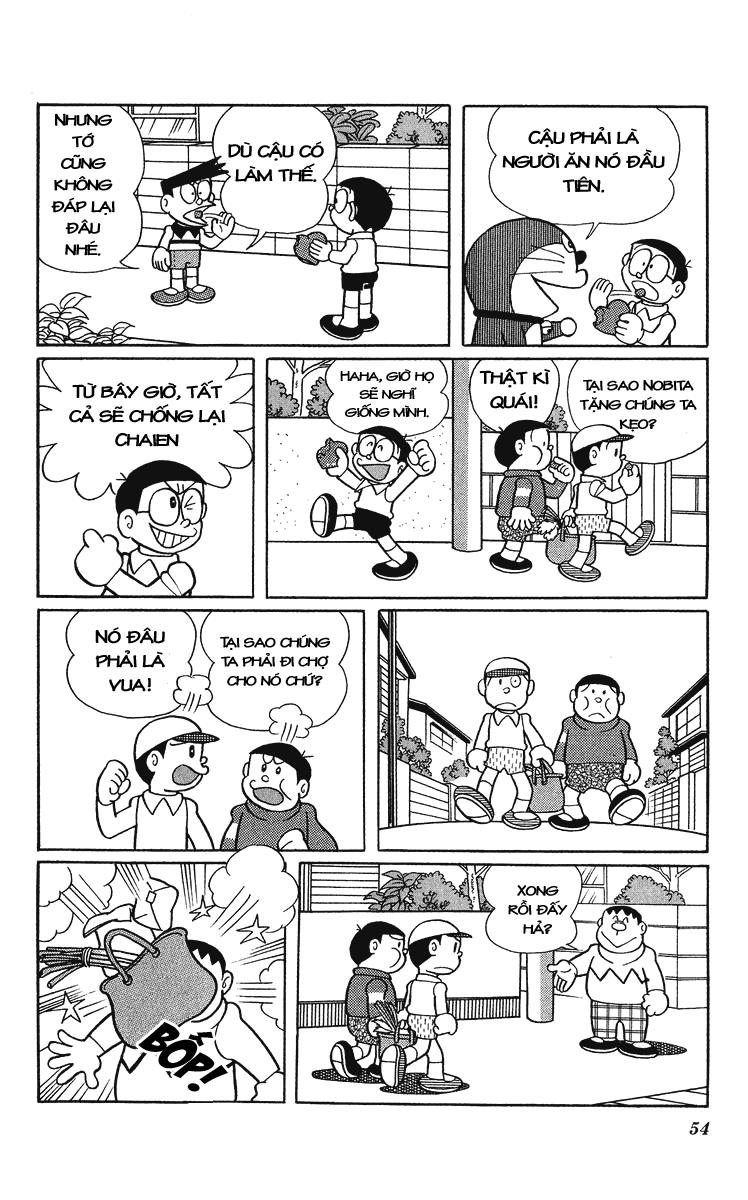 NHƯNG
TỚ
CŨNG
KHÔNG
ĐÁP LẠI
ĐÂU
NHÉ.
DÙ CẬU CÓ
LÀM THẾ.
CẬU PHẢI LÀ
NGƯỜI ĂN NÓ ĐẦU
TIÊN.
TỪ BÂY GIỜ, TẤT
CẢ SẼ CHỐNG LẠI
CHAIEN
HAHA, GIỜ HỌ
SẼ NGHĨ
GIỐNG MÌNH.
THẬT KÌ
QUÁI!
TẠI SAO NOBITA
TẶNG CHÚNG TA
KẸO?
NÓ ĐÂU
PHẢI LÀ
VUA!
TẠI SAO CHÚNG
TA PHẢI ĐI CHỢ
CHO NÓ CHỨ?
BỐP!
XONG
RỒI ĐẤY
HẢ?
54